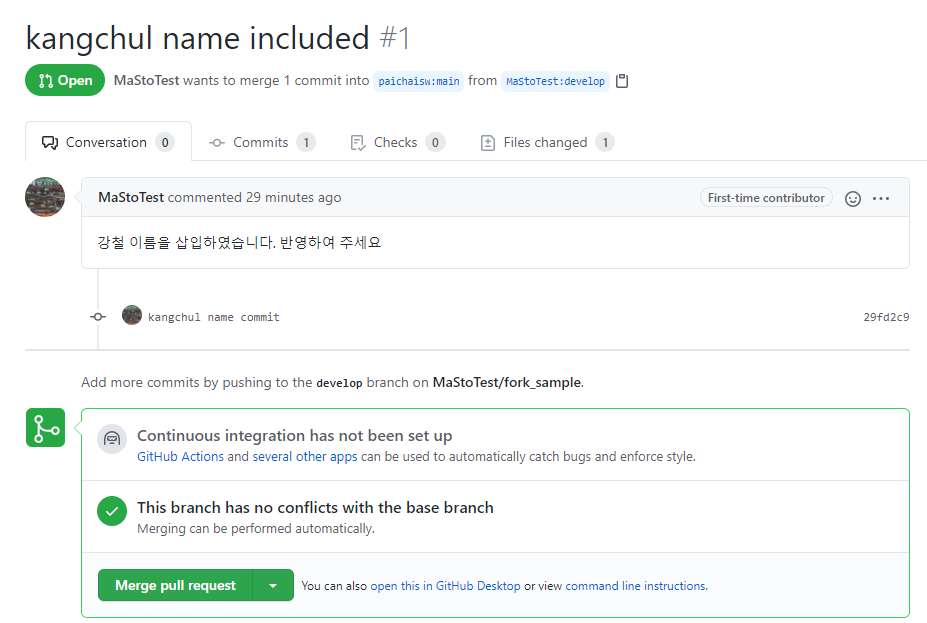 kangchul name included #1
Open MaStoTest wants to merge 1 commit into paichaisw:main from MaStoTest:develop
Conversation 0 Commits 1 Checks 0 Files changed 1
MaStoTest commented 29 minutes ago First-time contributor
강철 이름을 삽입하였습니다. 반영하여 주세요
kangchul name commit 29fd2c9
Add more commits by pushing to the develop branch on MaStoTest/fork_sample.
Continuous integration has not been set up
GitHub Actions and several other apps can be used to automatically catch bugs and enforce style.
This branch has no conflicts with the base branch
Merging can be performed automatically.
Merge pull request You can also open this in GitHub Desktop or view command line instructions.